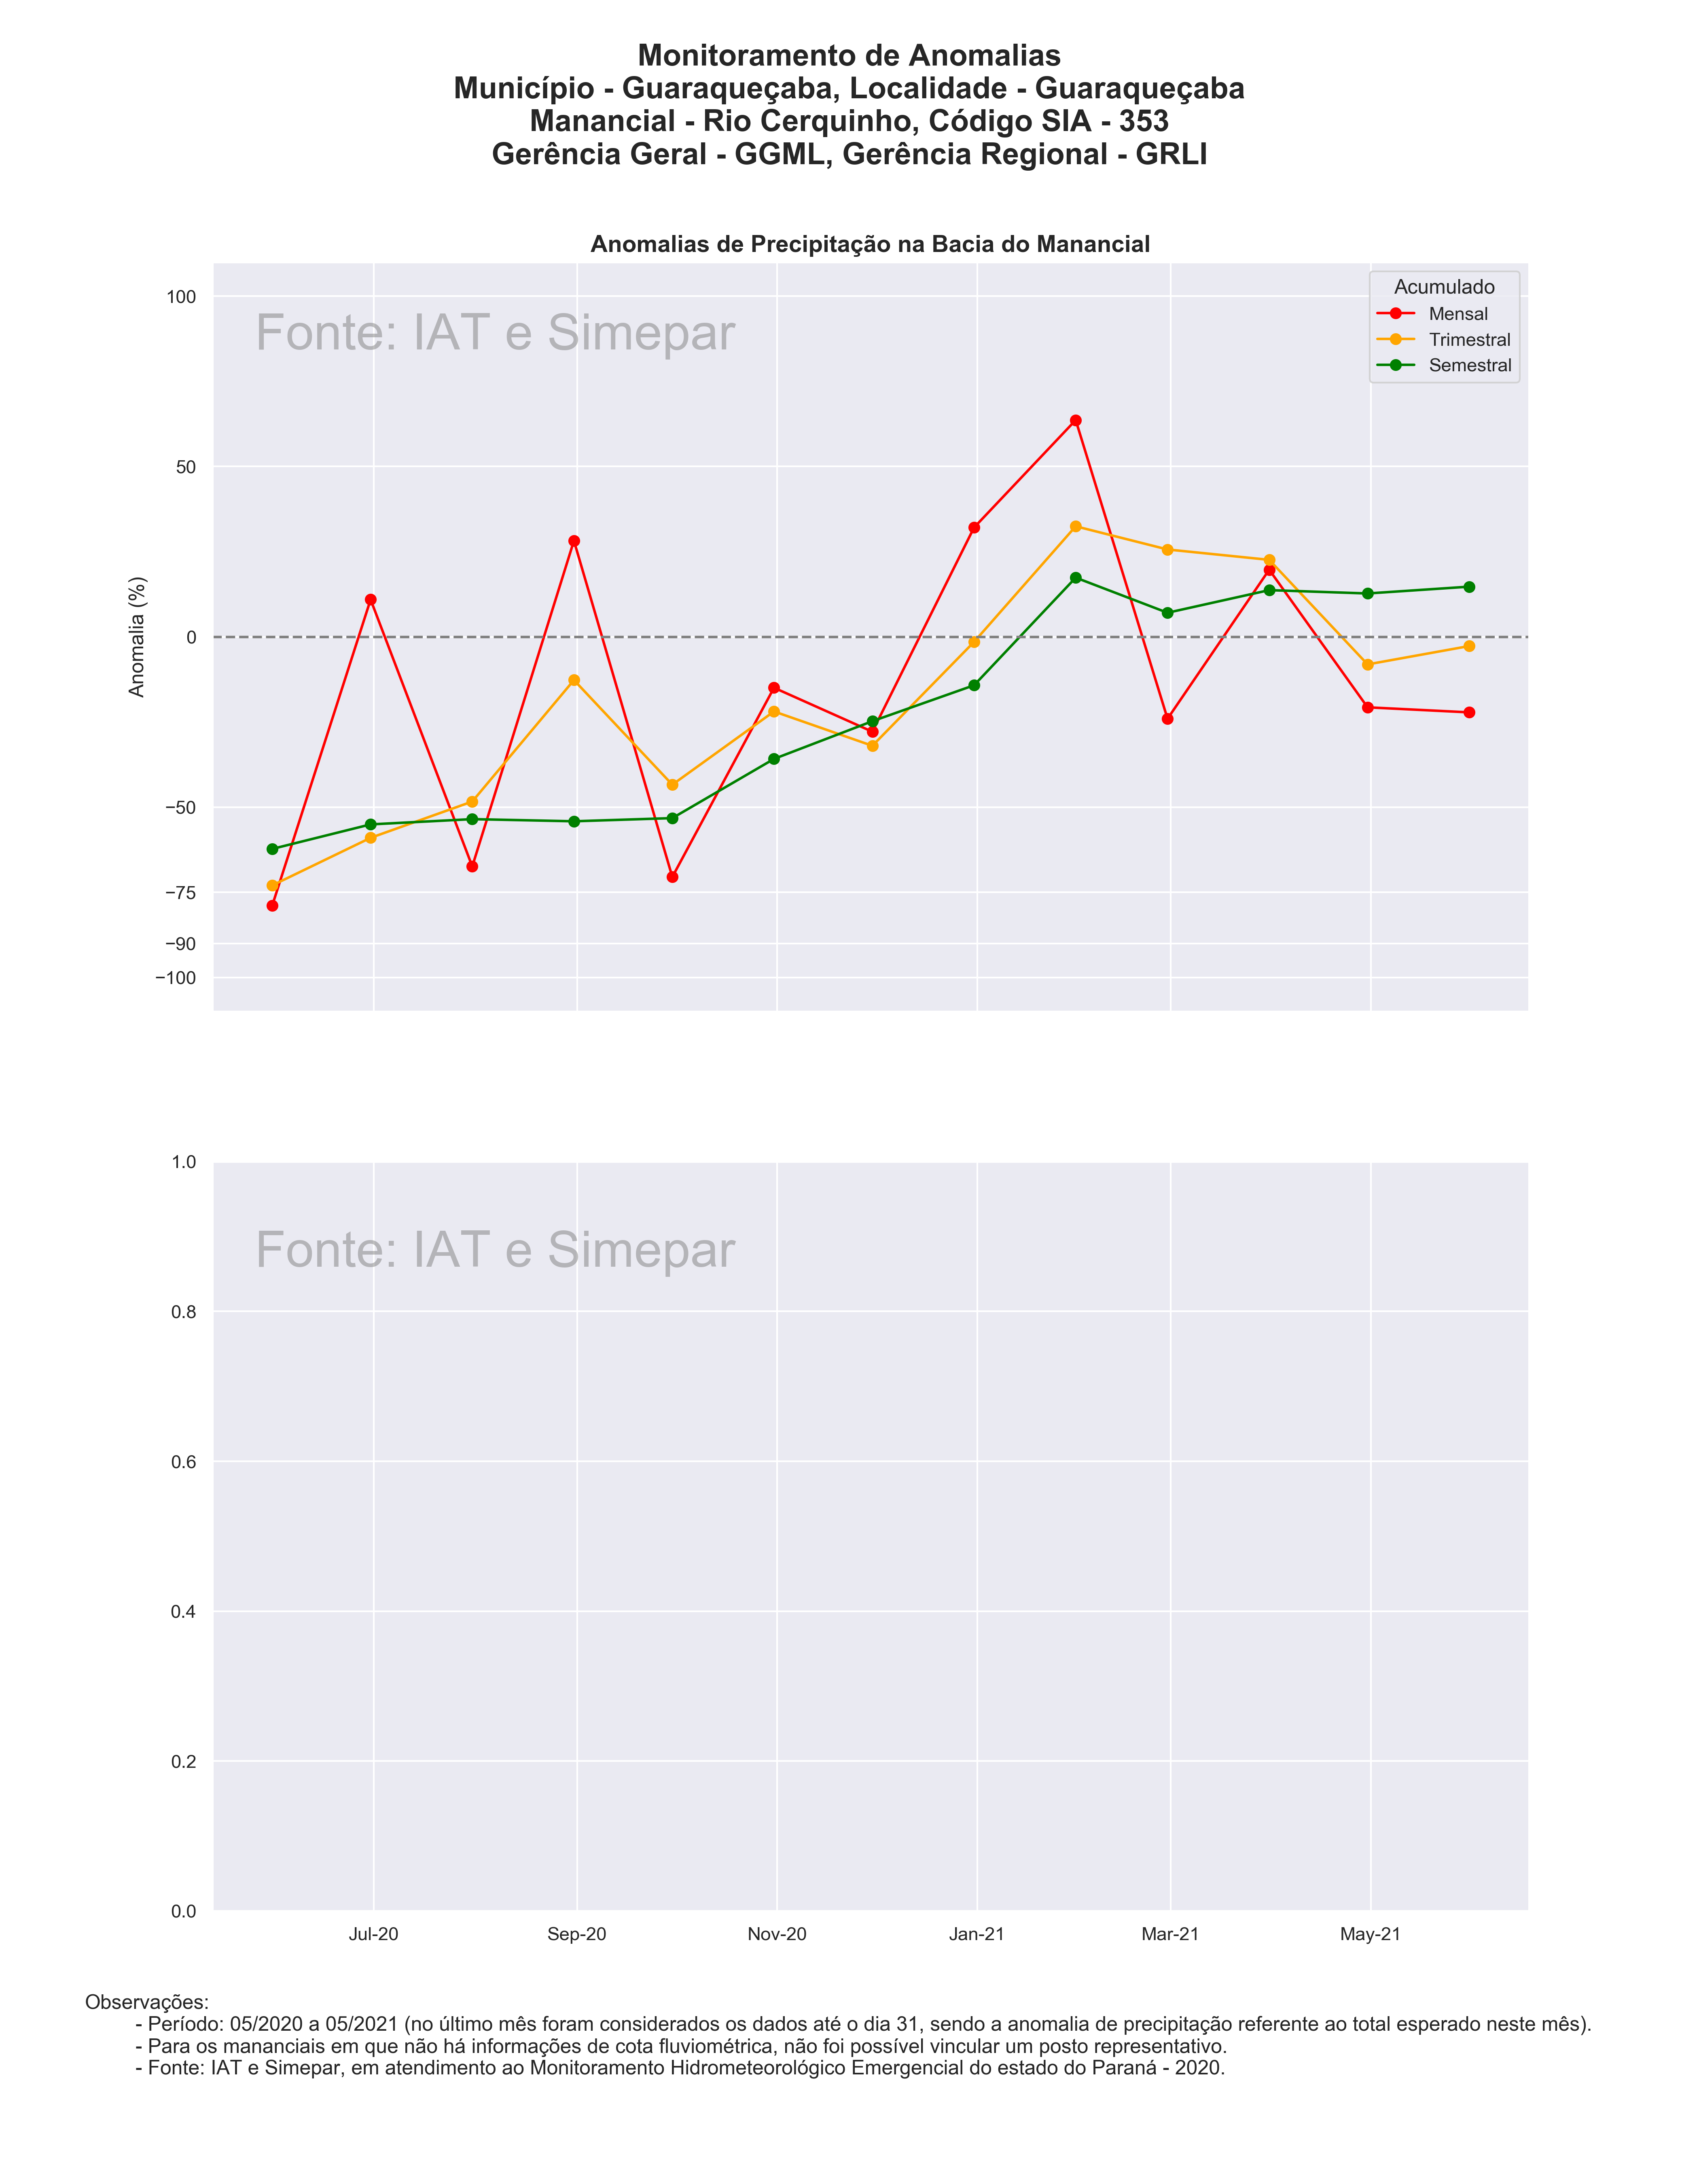 Monitoramento de Anomalias
Município - Guaraqueçaba, Localidade - Guaraqueçaba
Manancial - Rio Cerquinho, Código SIA - 353
Gerência Geral - GGML, Gerência Regional - GRLI
Anomalias de Precipitação na Bacia do Manancial
Fonte: IAT e Simepar
Acumulado
Mensal
Trimestral
Semestral
Anomalia (%)
100
50
0
−50
−75
−90
−100
Fonte: IAT e Simepar
1.0
0.8
0.6
0.4
0.2
0.0
Jul-20 Sep-20 Nov-20 Jan-21 Mar-21 May-21
Observações:
- Período: 05/2020 a 05/2021 (no último mês foram considerados os dados até o dia 31, sendo a anomalia de precipitação referente ao total esperado neste mês).
- Para os mananciais em que não há informações de cota fluviométrica, não foi possível vincular um posto representativo.
- Fonte: IAT e Simepar, em atendimento ao Monitoramento Hidrometeorológico Emergencial do estado do Paraná - 2020.